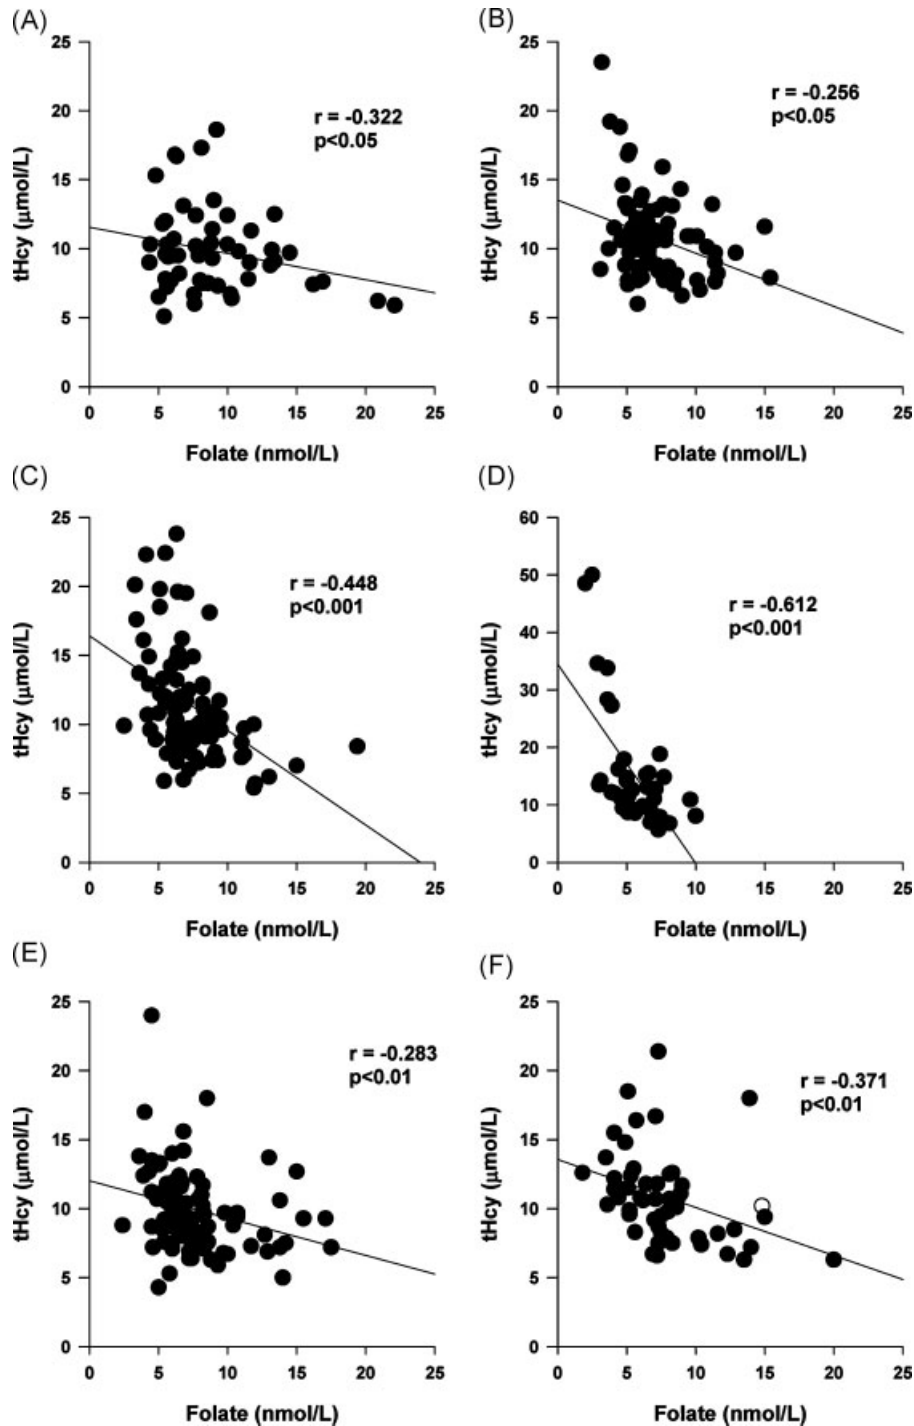 (A)
25
20
15
10
5
0
tHcy (μmol/L)
r = -0.322
p<0.05
0 5 10 15 20 25
Folate (nmol/L)
(B)
25
20
15
10
5
0
tHcy (μmol/L)
r = -0.256
p<0.05
0 5 10 15 20 25
Folate (nmol/L)
(C)
25
20
15
10
5
0
tHcy (μmol/L)
r = -0.448
p<0.001
0 5 10 15 20 25
Folate (nmol/L)
(D)
60
50
40
30
20
10
0
tHcy (μmol/L)
r = -0.612
p<0.001
0 5 10 15 20 25
Folate (nmol/L)
(E)
25
20
15
10
5
0
tHcy (μmol/L)
r = -0.283
p<0.01
0 5 10 15 20 25
Folate (nmol/L)
(F)
25
20
15
10
5
0
tHcy (μmol/L)
r = -0.371
p<0.01
0 5 10 15 20 25
Folate (nmol/L)